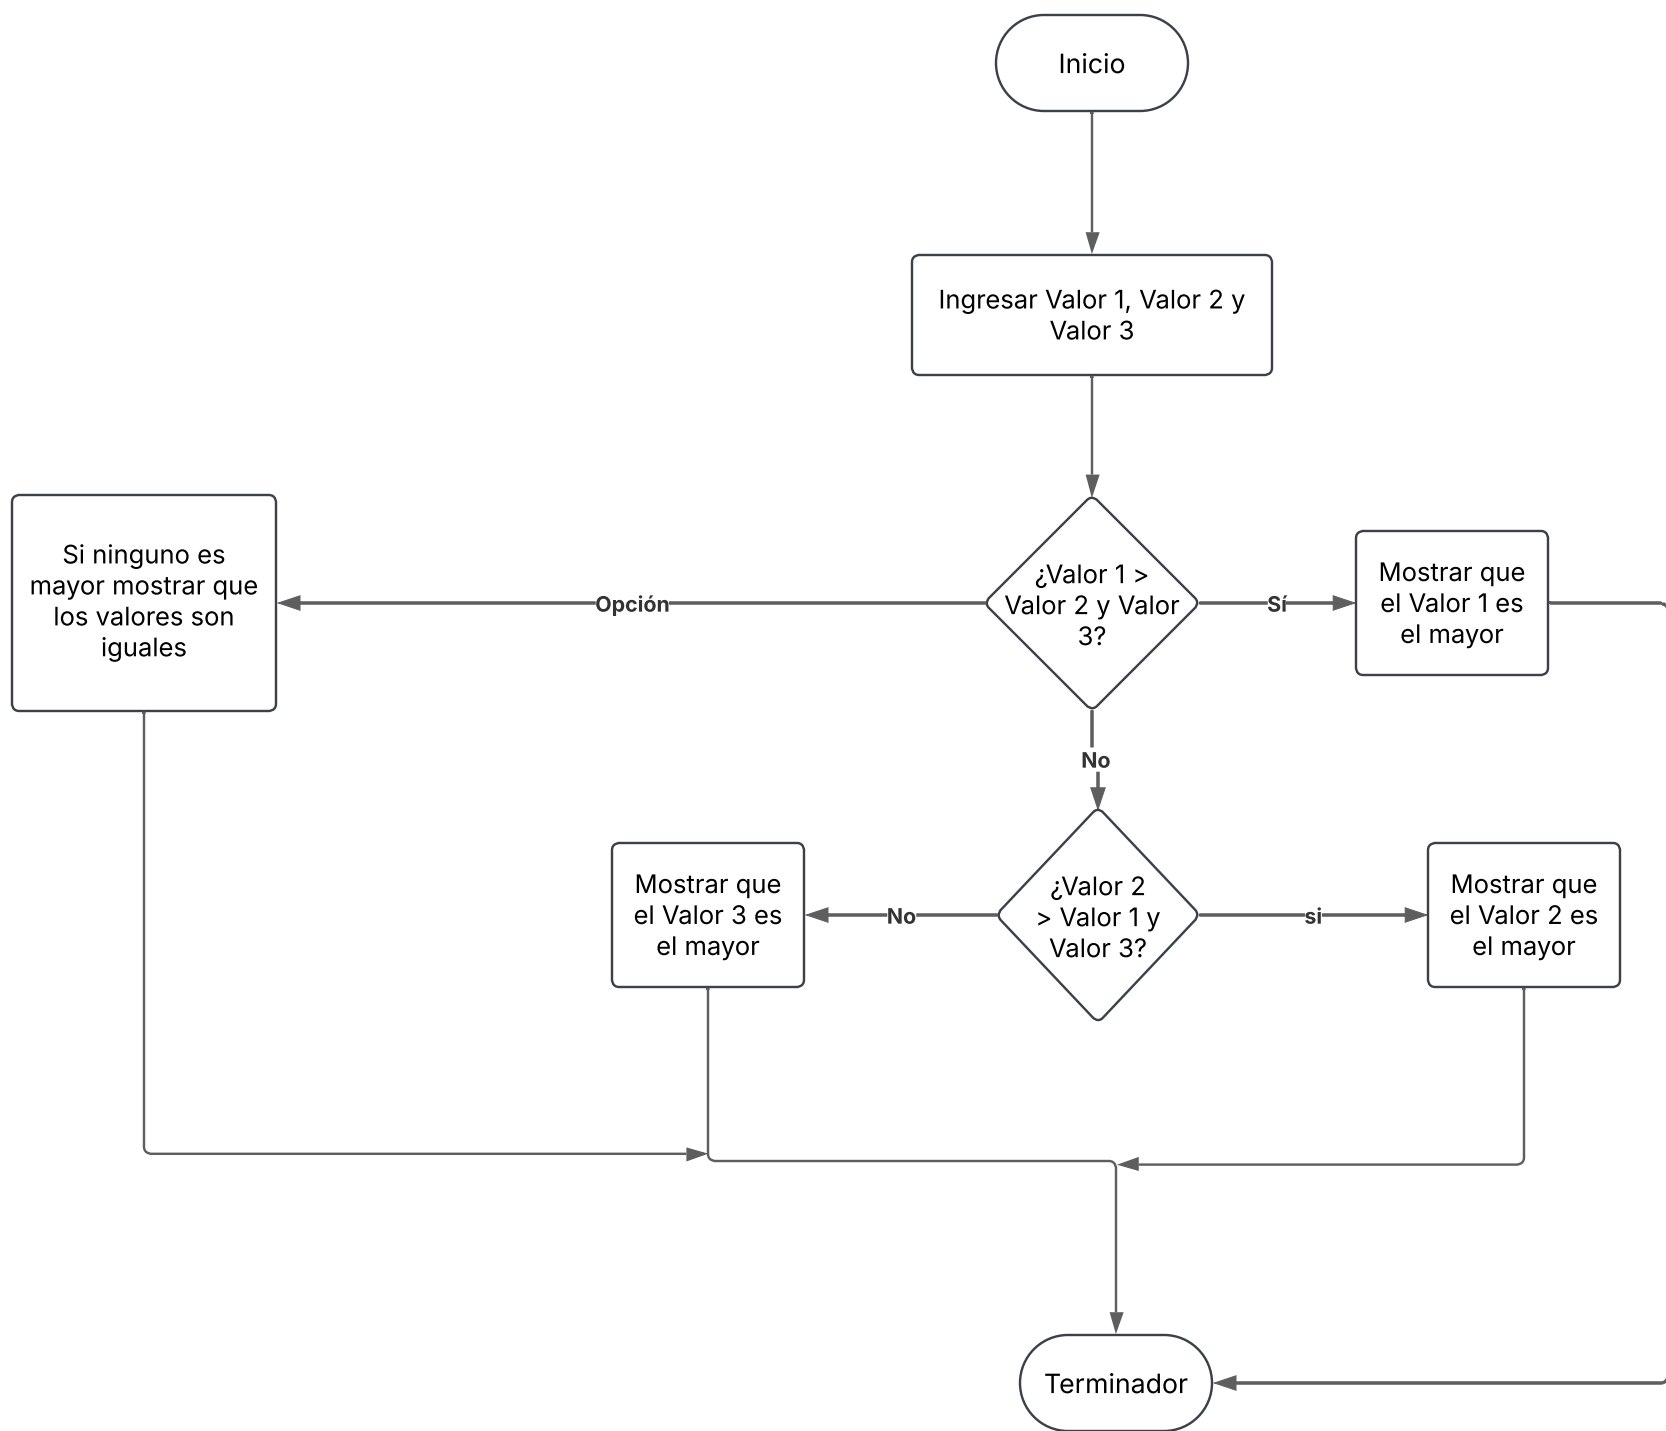 Inicio
Ingresar Valor 1, Valor 2 y
Valor 3
Si ninguno es
mayor mostrar que
los valores son
iguales
Opción
¿Valor 1 >
Valor 2 y Valor
3?
Sí
Mostrar que
el Valor 1 es
el mayor
No
Mostrar que
el Valor 3 es
el mayor
No
¿Valor 2
> Valor 1 y
Valor 3?
si
Mostrar que
el Valor 2 es
el mayor
Terminador